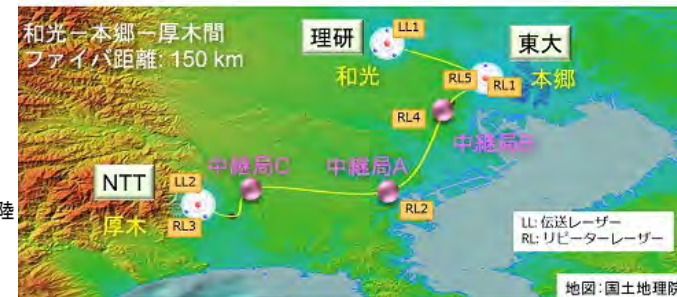 和光ー本郷ー厚木間
ファイバ距離: 150 km
理研
LL1
和光
東大
RL5
RL1
本郷
RL4
中継局B
中継局C
中継局A
NTT
LL2
RL2
厚木
RL3
陸
LL: 伝送レーザー
RL: リピーターレーザー
地図：国土地理院